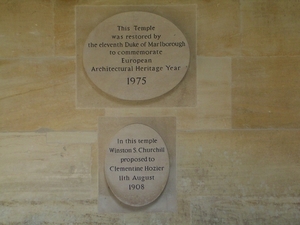 This Temple
was restored by
the eleventh Duke of Marlborough
to commemorate
European
Architectural Heritage Year
1975
In this temple
Winston S. Churchill
proposed to
Clementine Hozier
11th August
1908